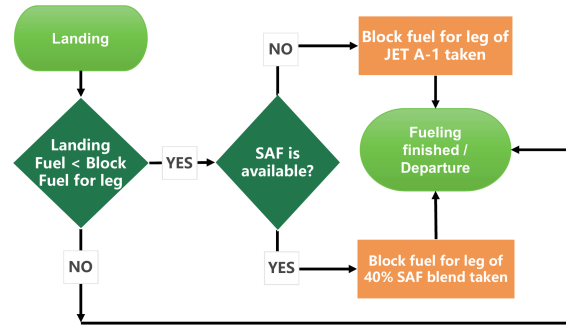 Landing
Landing
Fuel < Block
Fuel for leg
YES
NO
SAF is
available?
NO
Block fuel for leg of
JET A-1 taken
Fueling
finished /
Departure
YES
Block fuel for leg of
40% SAF blend taken